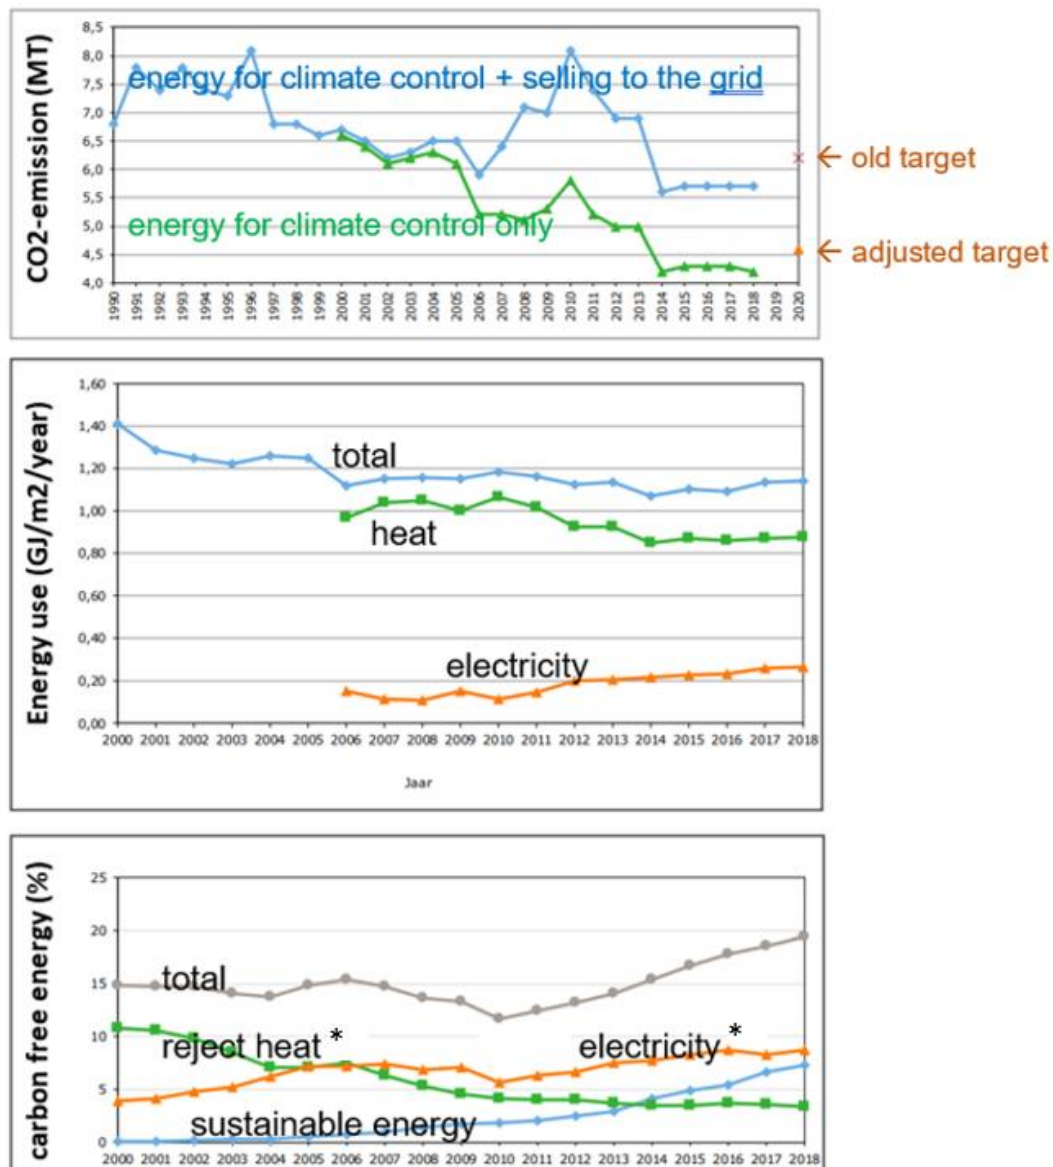 CO2-emission (MT)
8,5
8,0
7,5
7,0
6,5
6,0
5,5
5,0
4,5
4,0
energy for climate control + selling to the grid
energy for climate control only
← old target
← adjusted target
1990 1991 1992 1993 1994 1995 1996 1997 1998 1999 2000 2001 2002 2003 2004 2005 2006 2007 2008 2009 2010 2011 2012 2013 2014 2015 2016 2017 2018 2019 2020
Energy use (GJ/m2/year)
1,60
1,40
1,20
1,00
0,80
0,60
0,40
0,20
0,00
total
heat
electricity
2000 2001 2002 2003 2004 2005 2006 2007 2008 2009 2010 2011 2012 2013 2014 2015 2016 2017 2018
Jaar
carbon free energy (%)
25
20
15
10
5
0
total
reject heat *
electricity *
sustainable energy
2000 2001 2002 2003 2004 2005 2006 2007 2008 2009 2010 2011 2012 2013 2014 2015 2016 2017 2018